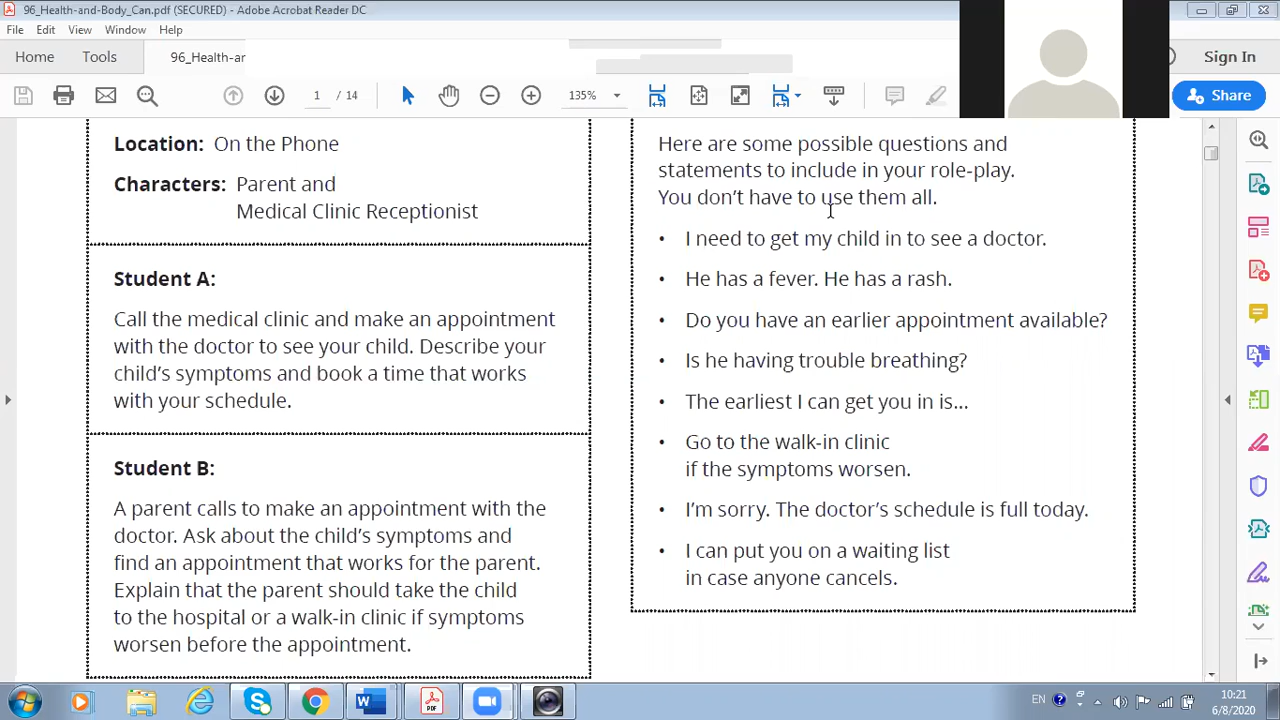 96_Health-and-Body_Can.pdf (SECURED) - Adobe Acrobat Reader DC
File Edit View Window Help
Home Tools 96_Health-ar Sign In
1 / 14 135% Share
Location: On the Phone
Characters: Parent and
Medical Clinic Receptionist
Student A:
Call the medical clinic and make an appointment
with the doctor to see your child. Describe your
child’s symptoms and book a time that works
with your schedule.
Student B:
A parent calls to make an appointment with the
doctor. Ask about the child’s symptoms and
find an appointment that works for the parent.
Explain that the parent should take the child
to the hospital or a walk-in clinic if symptoms
worsen before the appointment.
Here are some possible questions and
statements to include in your role-play.
You don’t have to use them all.
• I need to get my child in to see a doctor.
• He has a fever. He has a rash.
• Do you have an earlier appointment available?
• Is he having trouble breathing?
• The earliest I can get you in is...
• Go to the walk-in clinic
if the symptoms worsen.
• I’m sorry. The doctor’s schedule is full today.
• I can put you on a waiting list
in case anyone cancels.
EN
10:21
6/8/2020